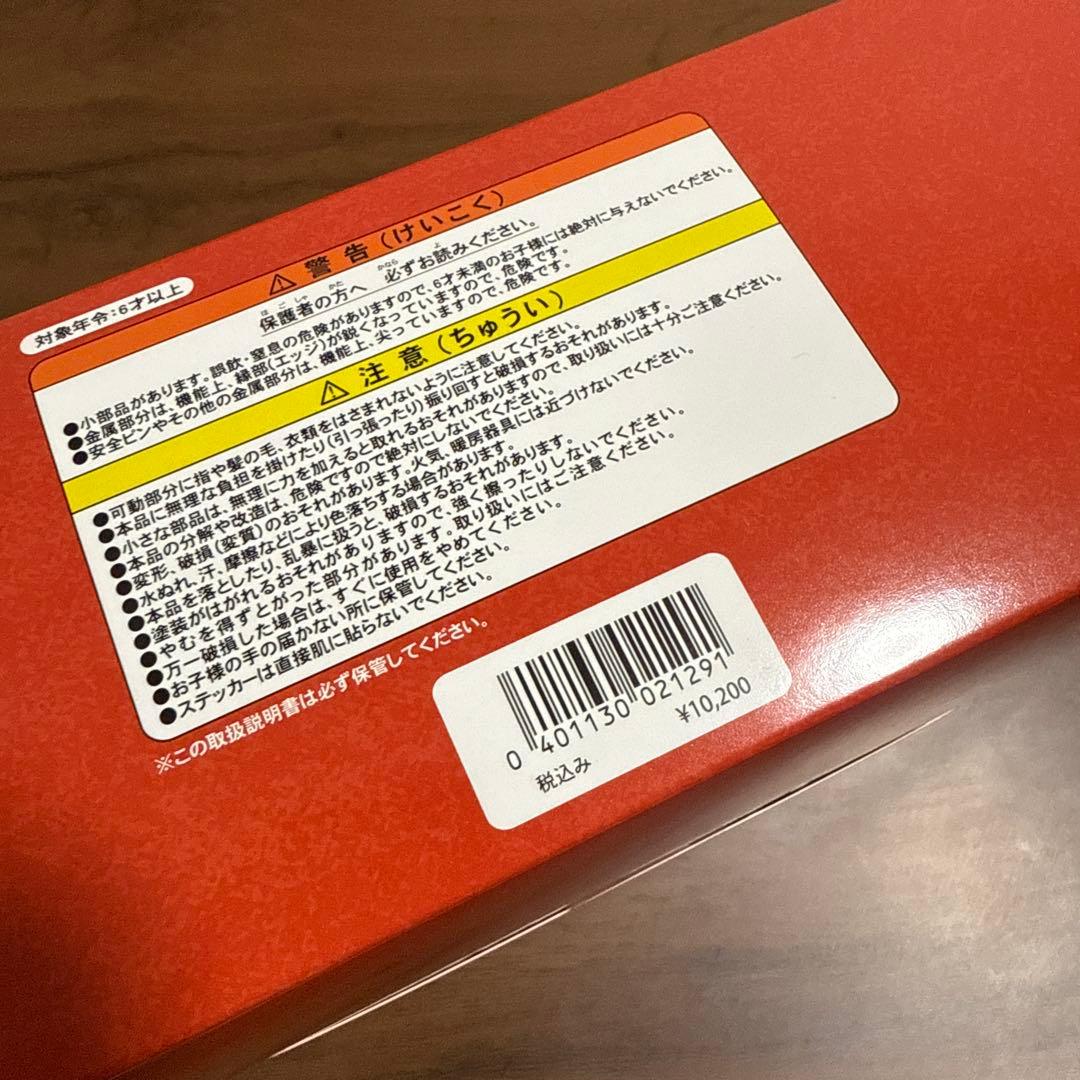 対象年令:6才以上
⚠ 警告(けいこく)
保護者の方へ 必ずお読みください。
●小部品があります。誤飲・窒息の危険がありますので、6才未満のお子様には絶対に与えないでください。
●金属部分は、機能上、縁部(エッジ)が鋭くなっていますので、危険です。
●安全ピンやその他の金属部分は、機能上、尖っていますので、危険です。
⚠ 注意(ちゅうい)
●可動部分に指や髪の毛、衣類をはさまれないように注意してください。
●本品に無理な負担を掛けたり(引っ張ったり)振り回すと破損するおそれがあります。
●小さな部品は、無理に力を加えると取れるおそれがありますので、取り扱いには十分ご注意ください。
●本品の分解や改造は、危険ですので絶対にしないでください。
●変形、破損(変質)のおそれがあります。火気、暖房器具には近づけないでください。
●水ぬれ、汗、摩擦などにより色落ちする場合があります。
●本品を落としたり、乱暴に扱うと、破損するおそれがあります。
●塗装がはがれるおそれがありますので、強く擦ったりしないでください。
●やむを得ずとがった部分があります。取り扱いにはご注意ください。
●万一破損した場合は、すぐに使用をやめてください。
●お子様の手の届かない所に保管してください。
●ステッカーは直接肌に貼らないでください。
※この取扱説明書は必ず保管してください。
0 401130 021291
税込み ¥10,200